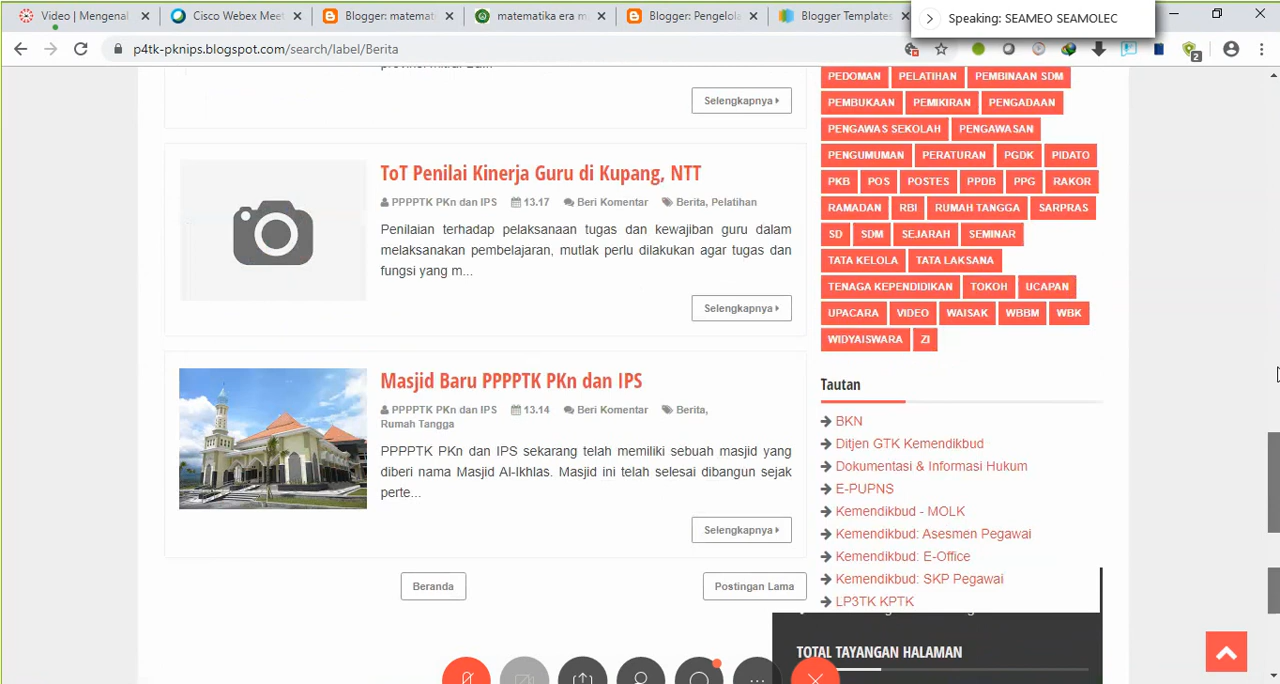 Video | Mengenal
Cisco Webex Meet
Blogger: matemat
matematika era m
Blogger: Pengelola
Blogger Templates
Speaking: SEAMEO SEAMOLEC
p4tk-pknips.blogspot.com/search/label/Berita
2
Selengkapnya
ToT Penilai Kinerja Guru di Kupang, NTT
PPPPTK PKn dan IPS 13.17 Beri Komentar Berita, Pelatihan
Penilaian terhadap pelaksanaan tugas dan kewajiban guru dalam
melaksanakan pembelajaran, mutlak perlu dilakukan agar tugas dan
fungsi yang m...
Selengkapnya
Masjid Baru PPPPTK PKn dan IPS
PPPPTK PKn dan IPS 13.14 Beri Komentar Berita,
Rumah Tangga
PPPPTK PKn dan IPS sekarang telah memiliki sebuah masjid yang
diberi nama Masjid Al-Ikhlas. Masjid ini telah selesai dibangun sejak
perte...
Selengkapnya
Beranda
Postingan Lama
PEDOMAN PELATIHAN PEMBINAAN SDM
PEMBUKAAN PEMIKIRAN PENGADAAN
PENGAWAS SEKOLAH PENGAWASAN
PENGUMUMAN PERATURAN PGDK PIDATO
PKB POS POSTES PPDB PPG RAKOR
RAMADAN RBI RUMAH TANGGA SARPRAS
SD SDM SEJARAH SEMINAR
TATA KELOLA TATA LAKSANA
TENAGA KEPENDIDIKAN TOKOH UCAPAN
UPACARA VIDEO WAISAK WBBM WBK
WIDYAISWARA ZI
Tautan
BKN
Ditjen GTK Kemendikbud
Dokumentasi & Informasi Hukum
E-PUPNS
Kemendikbud - MOLK
Kemendikbud: Asesmen Pegawai
Kemendikbud: E-Office
Kemendikbud: SKP Pegawai
LP3TK KPTK
TOTAL TAYANGAN HALAMAN